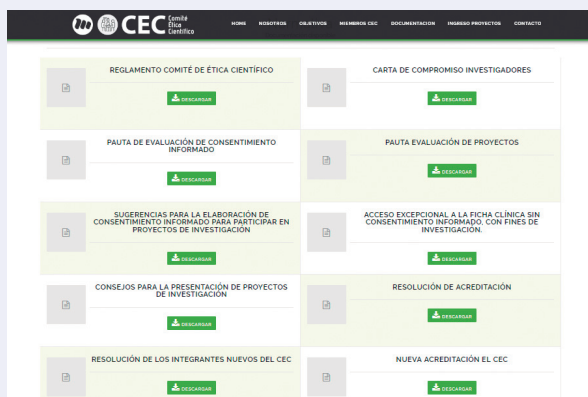 CEC Comité
Ética
Científico
HOME NOSOTROS OBJETIVOS MIEMBROS CEC DOCUMENTACION INGRESO PROYECTOS CONTACTO
REGLAMENTO COMITÉ DE ÉTICA CIENTÍFICO
DESCARGAR
CARTA DE COMPROMISO INVESTIGADORES
DESCARGAR
PAUTA DE EVALUACIÓN DE CONSENTIMIENTO
INFORMADO
DESCARGAR
PAUTA EVALUACIÓN DE PROYECTOS
DESCARGAR
SUGERENCIAS PARA LA ELABORACIÓN DE
CONSENTIMIENTO INFORMADO PARA PARTICIPAR EN
PROYECTOS DE INVESTIGACIÓN
DESCARGAR
ACCESO EXCEPCIONAL A LA FICHA CLÍNICA SIN
CONSENTIMIENTO INFORMADO, CON FINES DE
INVESTIGACIÓN.
DESCARGAR
CONSEJOS PARA LA PRESENTACIÓN DE PROYECTOS
DE INVESTIGACIÓN
DESCARGAR
RESOLUCIÓN DE ACREDITACIÓN
DESCARGAR
RESOLUCIÓN DE LOS INTEGRANTES NUEVOS DEL CEC
DESCARGAR
NUEVA ACREDITACIÓN EL CEC
DESCARGAR